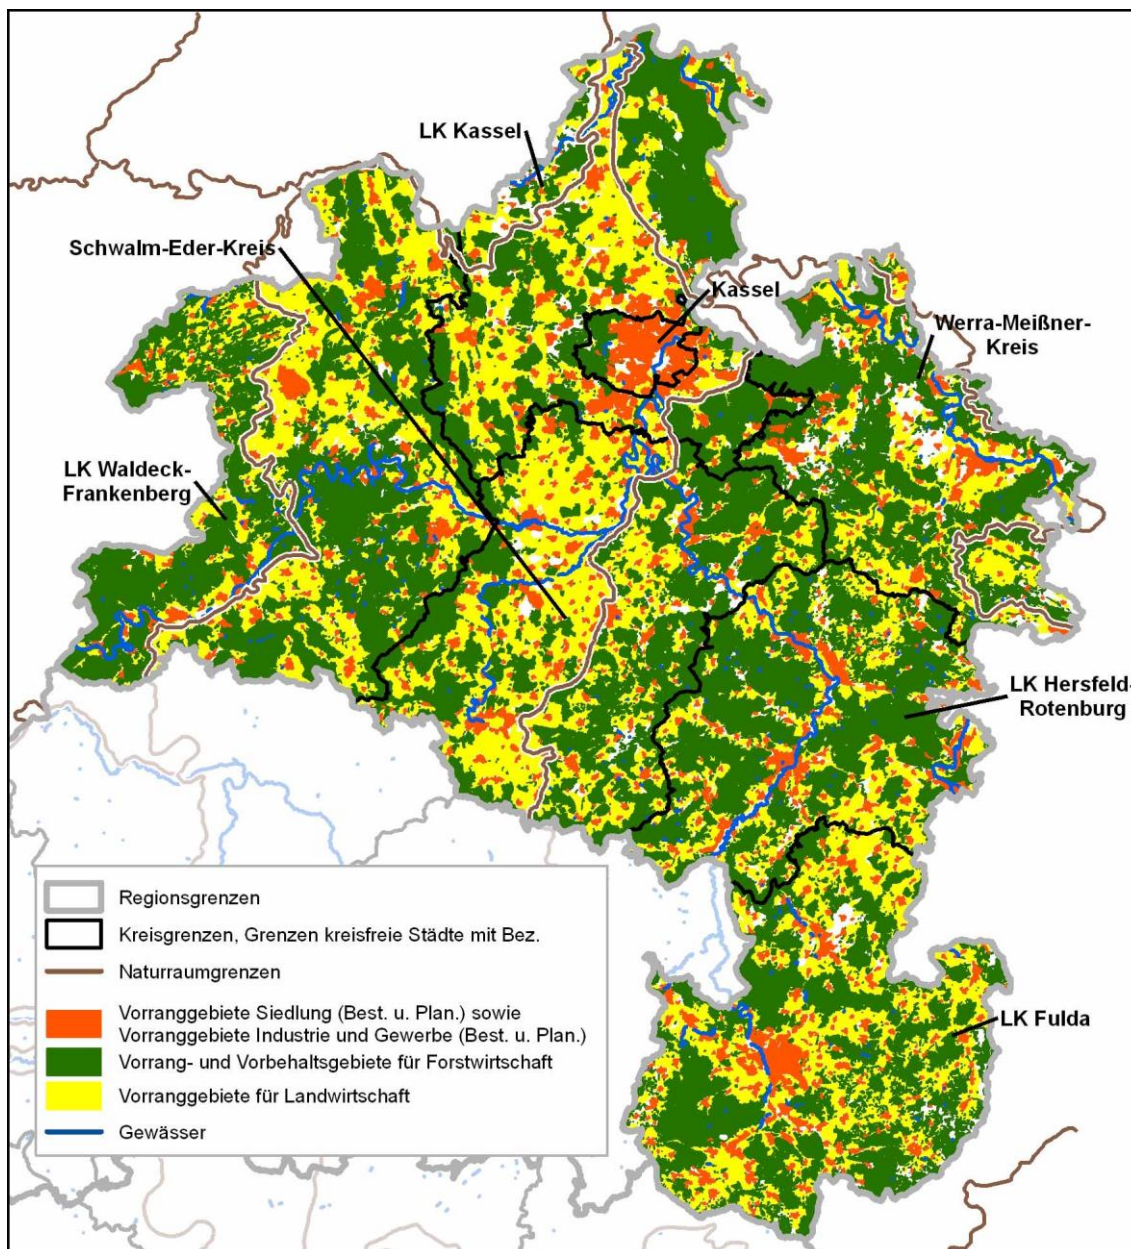 LK Kassel
Schwalm-Eder-Kreis
Kassel
Werra-Meißner-
Kreis
LK Waldeck-
Frankenberg
LK Hersfeld-
Rotenburg
Regionsgrenzen
Kreisgrenzen, Grenzen kreisfreie Städte mit Bez.
Naturraumgrenzen
Vorranggebiete Siedlung (Best. u. Plan.) sowie
Vorranggebiete Industrie und Gewerbe (Best. u. Plan.)
Vorrang- und Vorbehaltsgebiete für Forstwirtschaft
Vorranggebiete für Landwirtschaft
Gewässer
LK Fulda